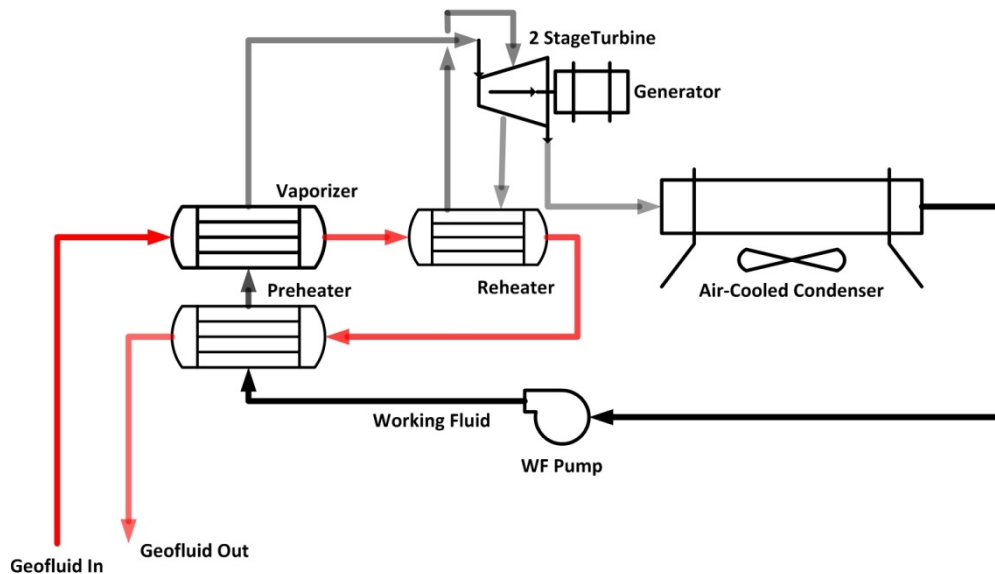 2 StageTurbine
Generator
Vaporizer
Preheater
Reheater
Air-Cooled Condenser
Working Fluid
WF Pump
Geofluid Out
Geofluid In